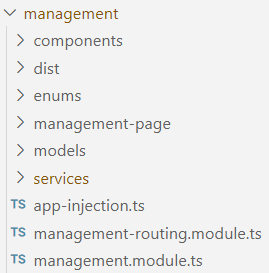 management
components
dist
enums
management-page
models
services
TS app-injection.ts
TS management-routing.module.ts
TS management.module.ts